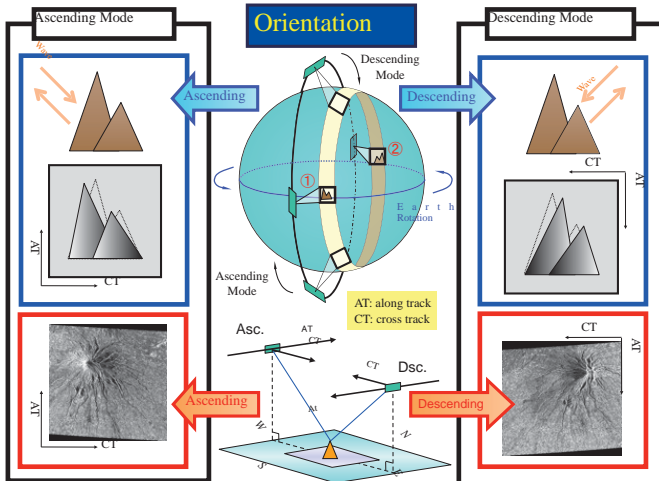 Ascending Mode
Orientation
Descending Mode
Wave
Descending
Mode
Wave
Ascending
Descending
②
①
CT
AT
E a r t h
Rotation
AT
CT
Ascending
Mode
AT: along track
CT: cross track
Asc.
AT
CT
CT
Dsc.
CT
AT
Ascending
At
Descending
AT
CT
W
N
S
E